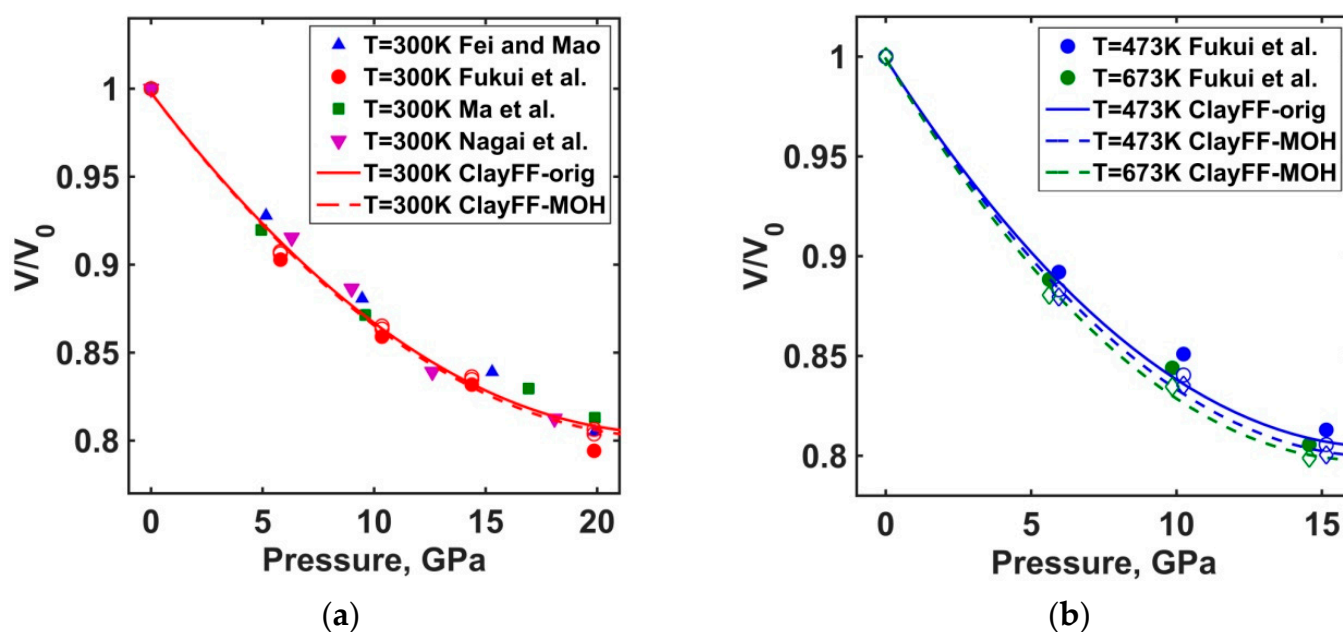 T=300K Fei and Mao
T=300K Fukui et al.
T=300K Ma et al.
T=300K Nagai et al.
T=300K ClayFF-orig
T=300K ClayFF-MOH
1
0.95
0.9
0.85
0.8
V/V0
0 5 10 15 20
Pressure, GPa
(a)
T=473K Fukui et al.
T=673K Fukui et al.
T=473K ClayFF-orig
T=473K ClayFF-MOH
T=673K ClayFF-MOH
1
0.95
0.9
0.85
0.8
V/V0
0 5 10 15
Pressure, GPa
(b)